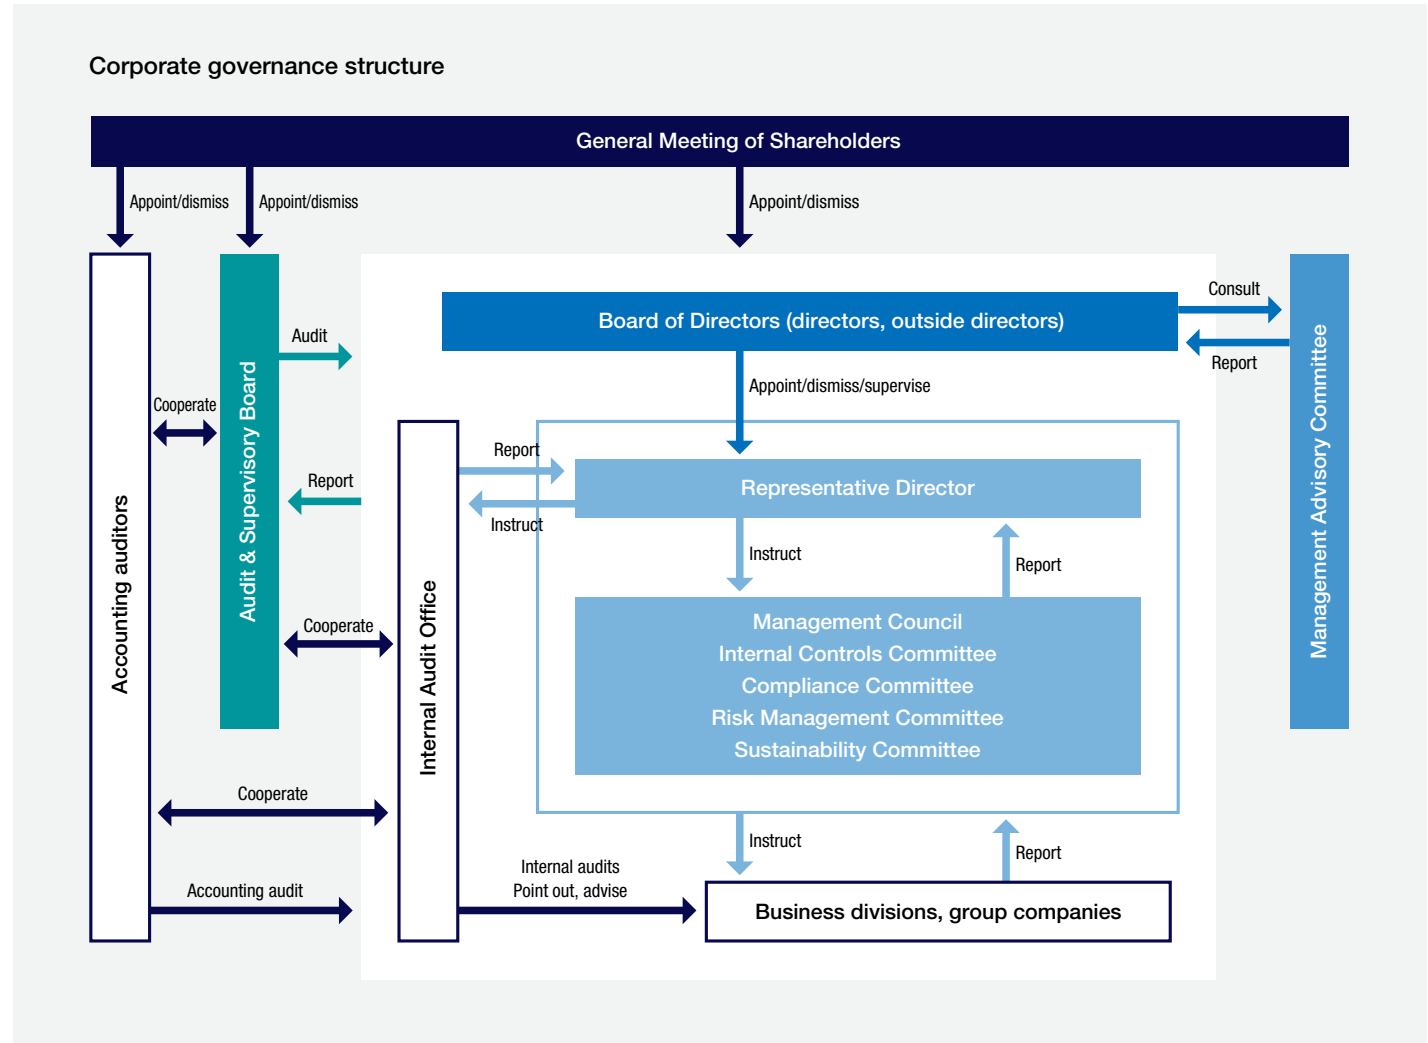 Corporate governance structure
General Meeting of Shareholders
Appoint/dismiss
Appoint/dismiss
Appoint/dismiss
Accounting auditors
Cooperate
Audit & Supervisory Board
Audit
Report
Cooperate
Cooperate
Accounting audit
Board of Directors (directors, outside directors)
Consult
Report
Management Advisory Committee
Appoint/dismiss/supervise
Internal Audit Office
Report
Instruct
Representative Director
Instruct
Report
Management Council
Internal Controls Committee
Compliance Committee
Risk Management Committee
Sustainability Committee
Instruct
Report
Internal audits
Point out, advise
Business divisions, group companies